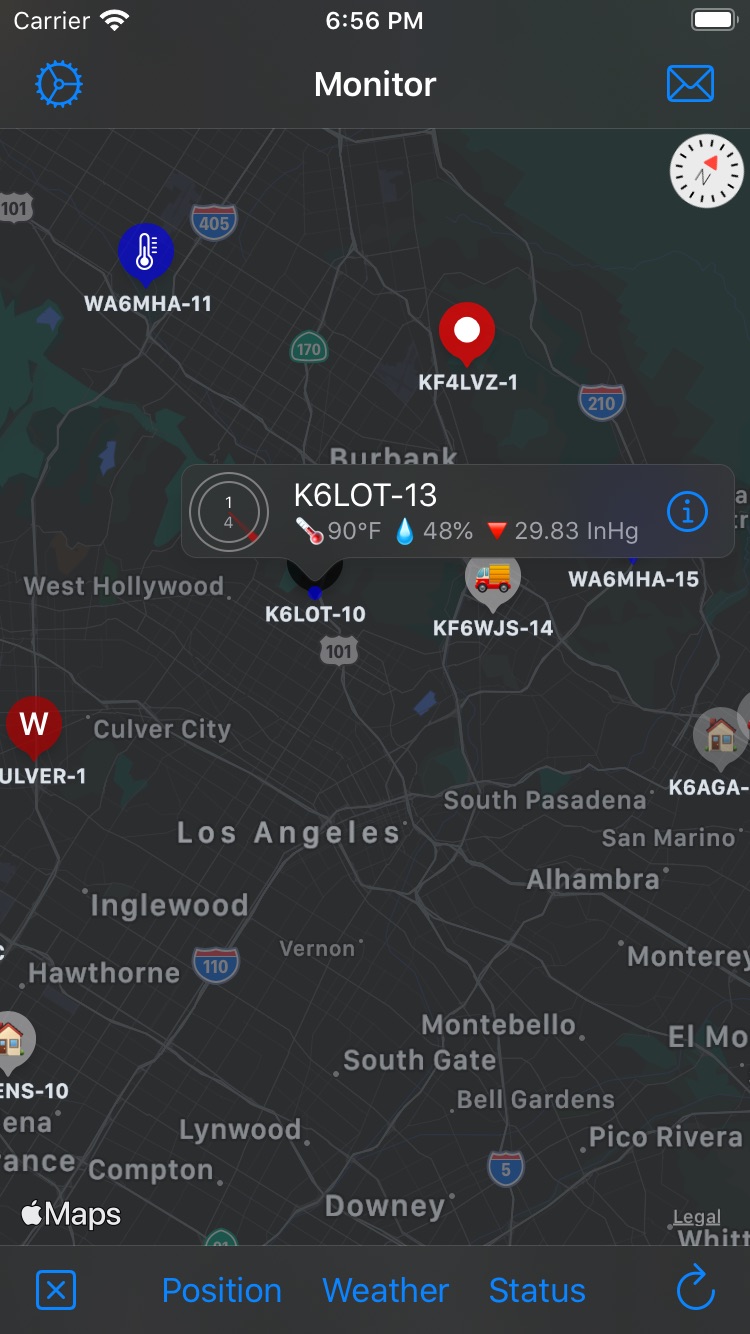 Carrier 6:56 PM
Monitor
N
101
405
WA6MHA-11
170
KF4LVZ-1
210
Burbank
1
4
K6LOT-13
90°F 48% 29.83 InHg
West Hollywood
K6LOT-10
KF6WJS-14
WA6MHA-15
101
W
ULVER-1
Culver City
K6AGA-
South Pasadena
Los Angeles
San Marino
Alhambra
Inglewood
Vernon
Monterey
Hawthorne
110
Montebello
El Mo
South Gate
ENS-10
Bell Gardens
ena
Lynwood
Pico Rivera
rance
Compton
5
Downey
Maps
Legal
Whitt
Position Weather Status